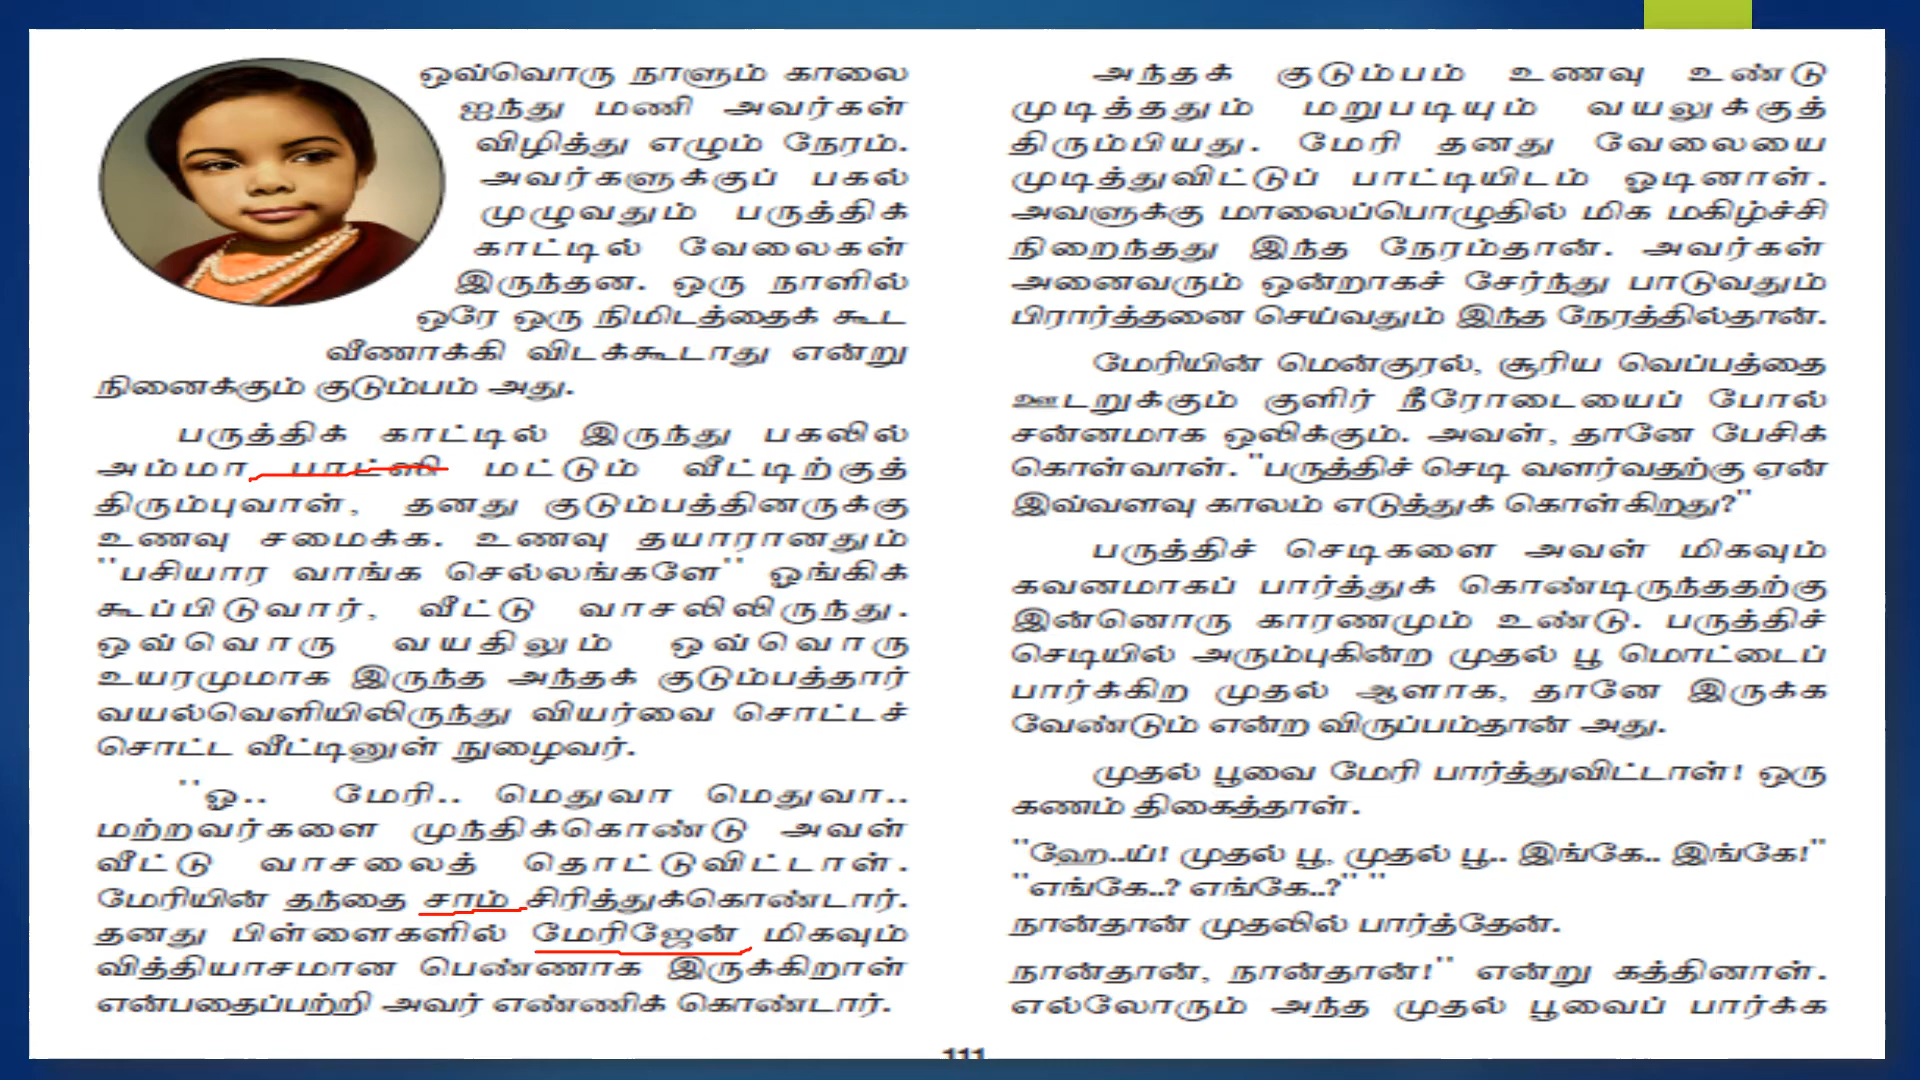 ஒவ்வொரு நாளும் காலை
ஐந்து மணி அவர்கள்
விழித்து எழும் நேரம்.
அவர்களுக்குப் பகல்
முழுவதும் பருத்திக்
காட்டில் வேலைகள்
இருந்தன. ஒரு நாளில்
ஒரே ஒரு நிமிடத்தைக் கூட
வீணாக்கி விடக்கூடாது என்று
நினைக்கும் குடும்பம் அது.
பருத்திக் காட்டில் இருந்து பகலில்
அம்மா பாட்ஸி மட்டும் வீட்டிற்குத்
திரும்புவாள், தனது குடும்பத்தினருக்கு
உணவு சமைக்க. உணவு தயாரானதும்
"பசியார வாங்க செல்லங்களே" ஓங்கிக்
கூப்பிடுவார், வீட்டு வாசலிலிருந்து.
ஒவ்வொரு வயதிலும் ஒவ்வொரு
உயரமுமாக இருந்த அந்தக் குடும்பத்தார்
வயல்வெளியிலிருந்து வியர்வை சொட்டச்
சொட்ட வீட்டினுள் நுழைவர்.
"ஓ.. மேரி.. மெதுவா மெதுவா..
மற்றவர்களை முந்திக்கொண்டு அவள்
வீட்டு வாசலைத் தொட்டுவிட்டாள்.
மேரியின் தந்தை சாம் சிரித்துக்கொண்டார்.
தனது பிள்ளைகளில் மேரிஜேன் மிகவும்
வித்தியாசமான பெண்ணாக இருக்கிறாள்
என்பதைப்பற்றி அவர் எண்ணிக் கொண்டார்.
அந்தக் குடும்பம் உணவு உண்டு
முடித்ததும் மறுபடியும் வயலுக்குத்
திரும்பியது. மேரி தனது வேலையை
முடித்துவிட்டுப் பாட்டியிடம் ஓடினாள்.
அவளுக்கு மாலைப்பொழுதில் மிக மகிழ்ச்சி
நிறைந்தது இந்த நேரம்தான். அவர்கள்
அனைவரும் ஒன்றாகச் சேர்ந்து பாடுவதும்
பிரார்த்தனை செய்வதும் இந்த நேரத்தில்தான்.
மேரியின் மென்குரல், சூரிய வெப்பத்தை
ஊடறுக்கும் குளிர் நீரோடையைப் போல்
சன்னமாக ஒலிக்கும். அவள், தானே பேசிக்
கொள்வாள். "பருத்திச் செடி வளர்வதற்கு ஏன்
இவ்வளவு காலம் எடுத்துக் கொள்கிறது?"
பருத்திச் செடிகளை அவள் மிகவும்
கவனமாகப் பார்த்துக் கொண்டிருந்ததற்கு
இன்னொரு காரணமும் உண்டு. பருத்திச்
செடியில் அரும்புகின்ற முதல் பூ மொட்டைப்
பார்க்கிற முதல் ஆளாக, தானே இருக்க
வேண்டும் என்ற விருப்பம்தான் அது.
முதல் பூவை மேரி பார்த்துவிட்டாள்! ஒரு
கணம் திகைத்தாள்.
"ஹே..ய்! முதல் பூ, முதல் பூ.. இங்கே.. இங்கே!"
"எங்கே..? எங்கே..?" "
நான்தான் முதலில் பார்த்தேன்.
நான்தான், நான்தான்!" என்று கத்தினாள்.
எல்லோரும் அந்த முதல் பூவைப் பார்க்க
111